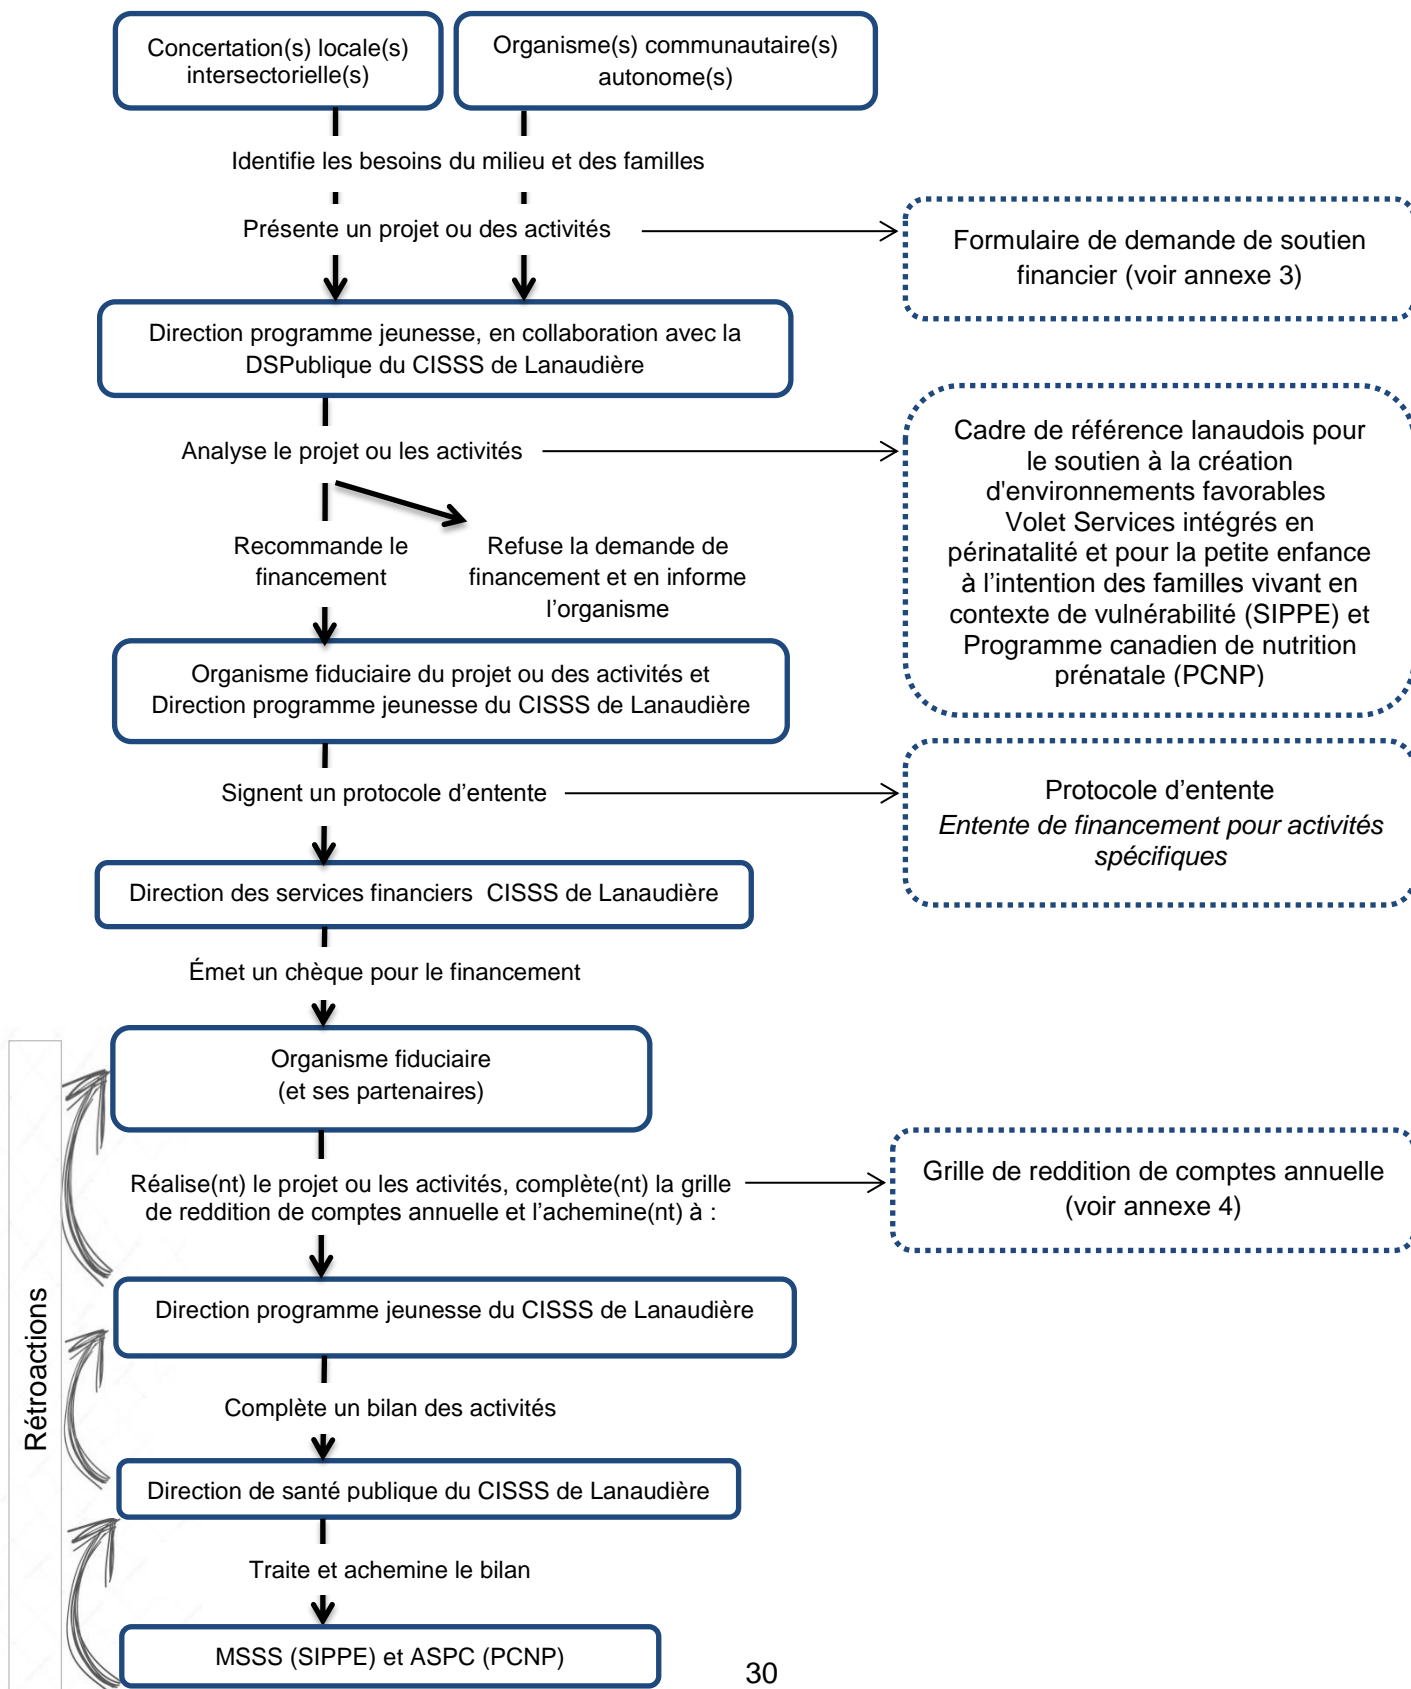 Concertation(s) locale(s)
intersectorielle(s)
Organisme(s) communautaire(s)
autonome(s)
Identifie les besoins du milieu et des familles
Présente un projet ou des activités
Formulaire de demande de soutien
financier (voir annexe 3)
Direction programme jeunesse, en collaboration avec la
DSPublique du CISSS de Lanaudière
Analyse le projet ou les activités
Cadre de référence lanaudois pour
le soutien à la création
d'environnements favorables
Volet Services intégrés en
périnatalité et pour la petite enfance
à l’intention des familles vivant en
contexte de vulnérabilité (SIPPE) et
Programme canadien de nutrition
prénatale (PCNP)
Recommande le
financement
Refuse la demande de
financement et en informe
l’organisme
Organisme fiduciaire du projet ou des activités et
Direction programme jeunesse du CISSS de Lanaudière
Signent un protocole d’entente
Protocole d’entente
Entente de financement pour activités
spécifiques
Direction des services financiers  CISSS de Lanaudière
Émet un chèque pour le financement
Organisme fiduciaire
(et ses partenaires)
Réalise(nt) le projet ou les activités, complète(nt) la grille
de reddition de comptes annuelle et l’achemine(nt) à :
Grille de reddition de comptes annuelle
(voir annexe 4)
Direction programme jeunesse du CISSS de Lanaudière
Rétroactions
Complète un bilan des activités
Direction de santé publique du CISSS de Lanaudière
Traite et achemine le bilan
MSSS (SIPPE) et ASPC (PCNP)
30